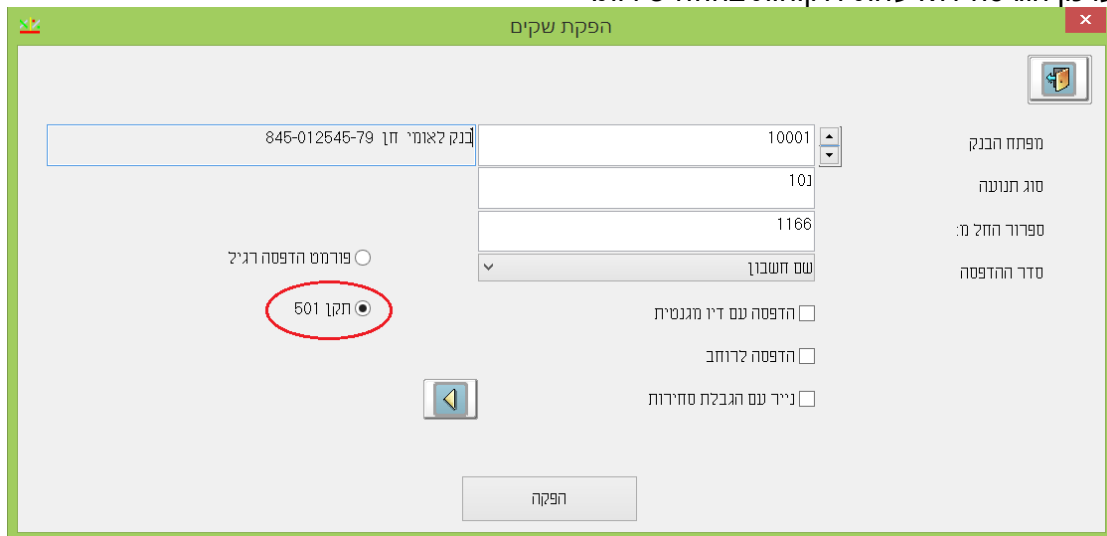 הפקת שקים
מפתח הבנק
10001
בנק לאומי חן 845-012545-79
סוג תנועה
נ10
ספרור החל מ:
1166
סדר ההדפסה
שם חשבון
פורמט הדפסה רגיל
תקן 501
הדפסה עם דיו מגנטית
הדפסה לרוחב
נייר עם הגבלת סחירות
הפקה